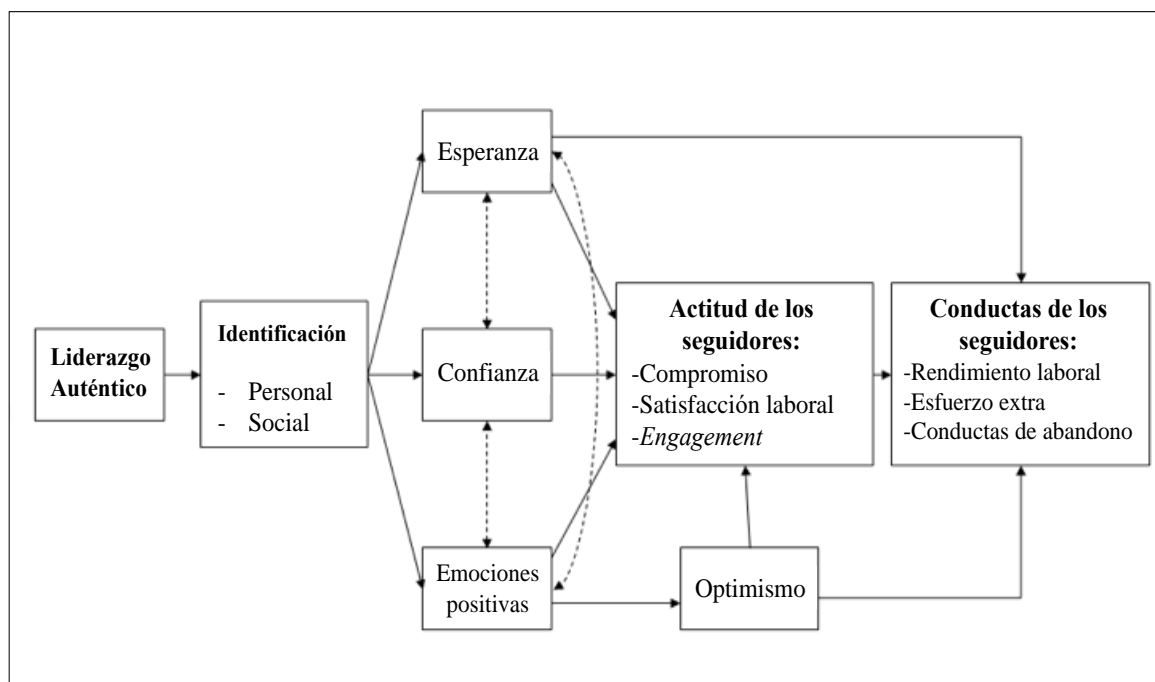 Liderazgo
Auténtico
Identificación
- Personal
- Social
Esperanza
Confianza
Emociones
positivas
Actitud de los
seguidores:
-Compromiso
-Satisfacción laboral
-Engagement
Optimismo
Conductas de los
seguidores:
-Rendimiento laboral
-Esfuerzo extra
-Conductas de abandono